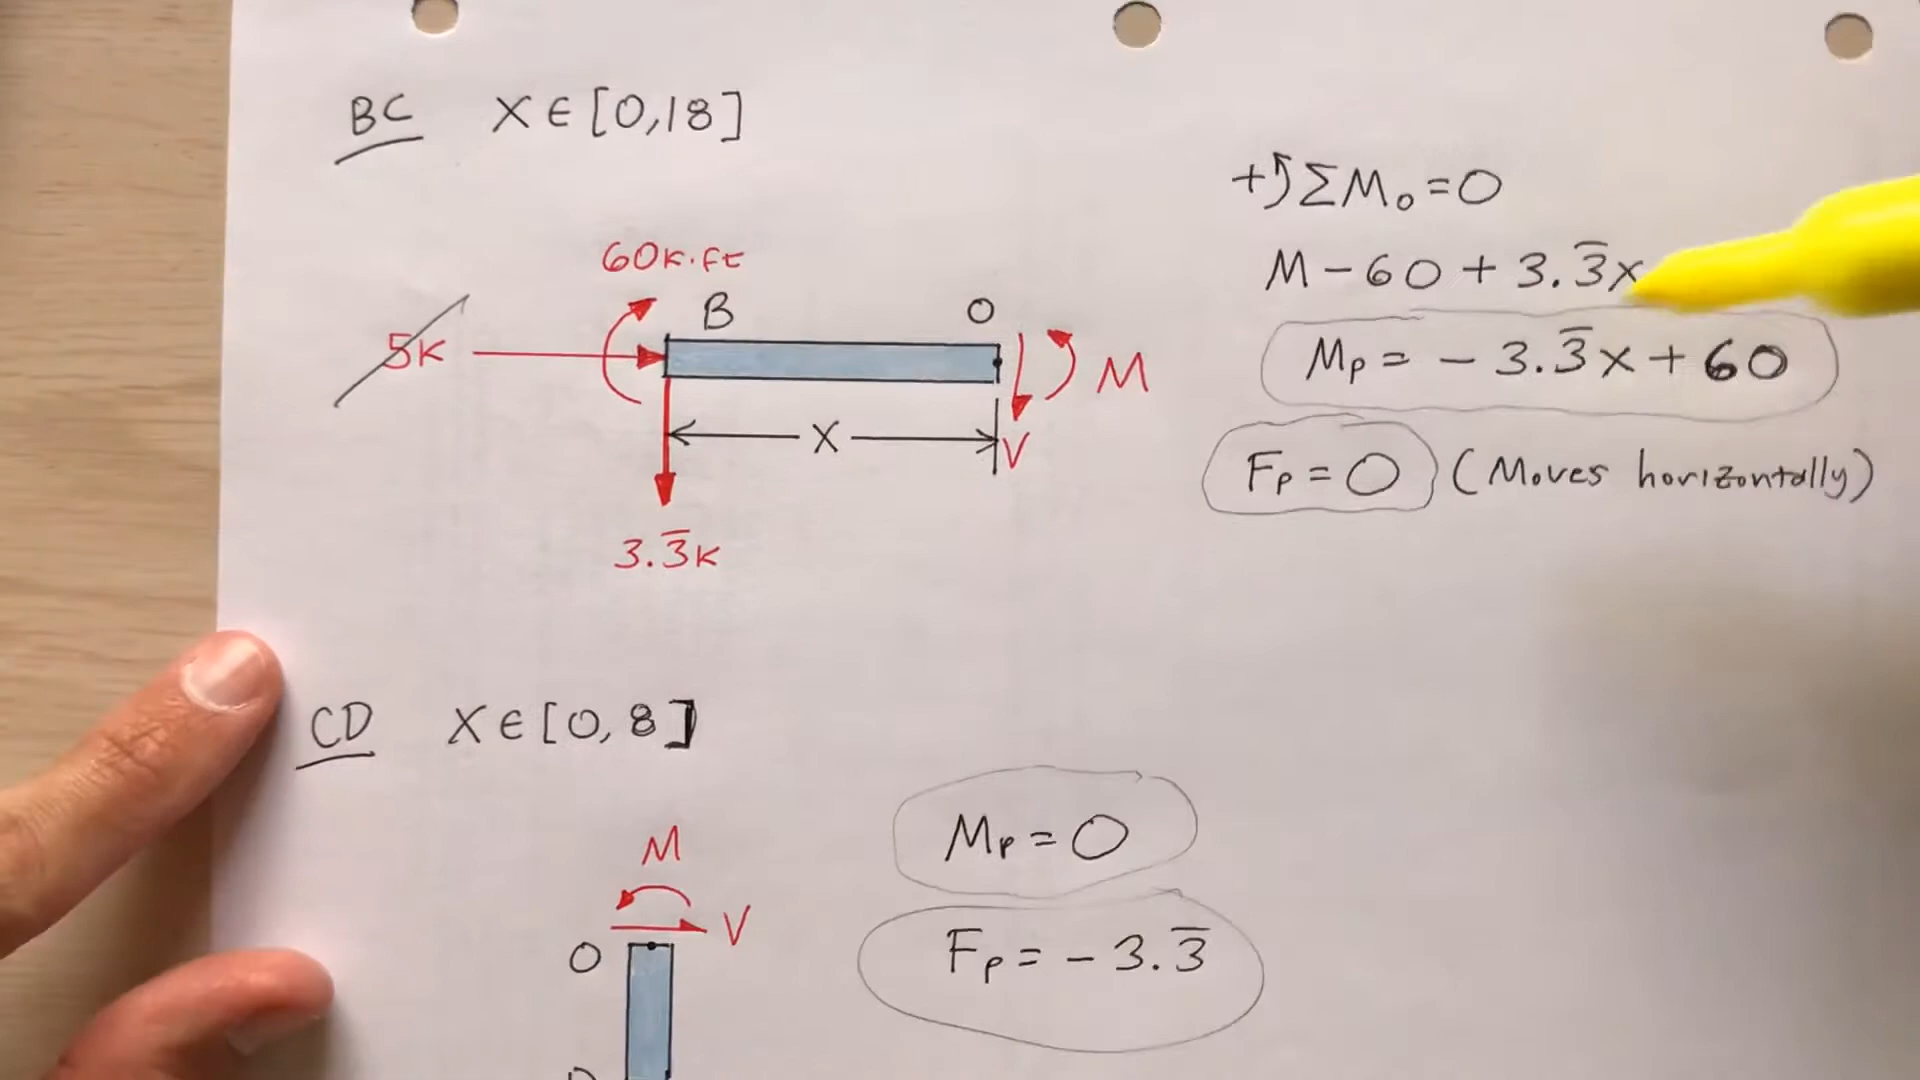 BC X ∈ [0,18]
+↺ ΣMₒ = 0
M − 60 + 3.3̅x
60k.ft
B
O
5k
M
Mp = − 3.3̅x + 60
X
V
Fp = 0 (Moves horizontally)
3.3̅k
CD X ∈ [0, 8]
M
Mp = 0
V
O
Fp = − 3.3̅